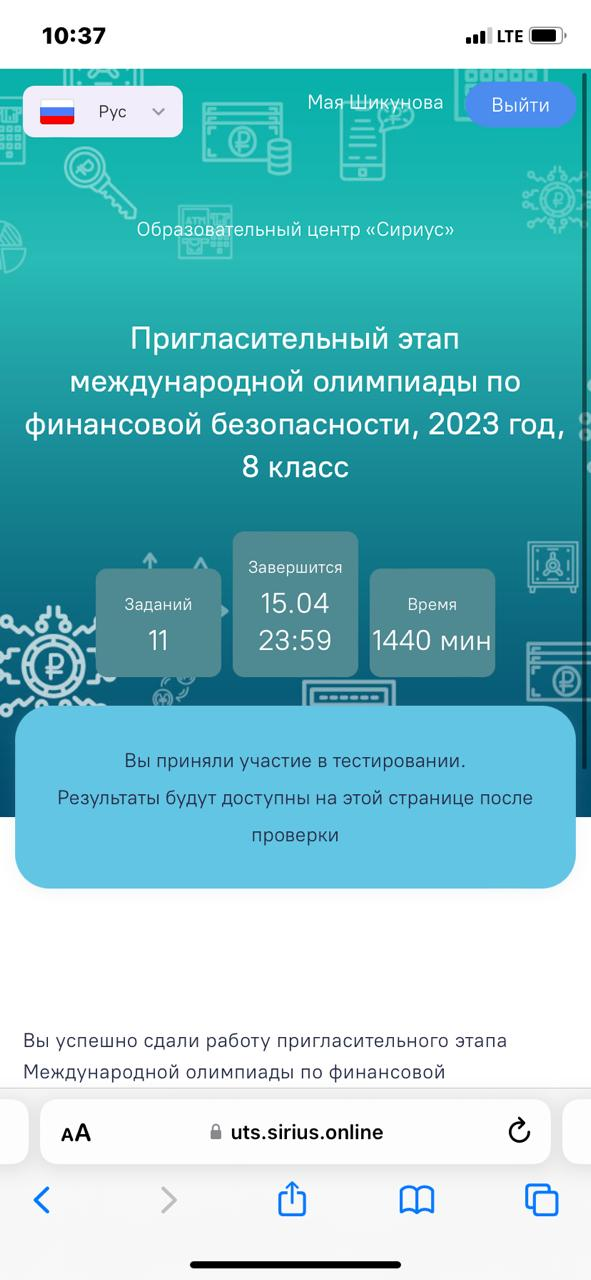 10:37
LTE
Рус
Мая Шикунова
Выйти
ATM
Образовательный центр «Сириус»
Пригласительный этап
международной олимпиады по
финансовой безопасности, 2023 год,
8 класс
Заданий
11
Завершится
15.04
23:59
Время
1440 мин
Вы приняли участие в тестировании.
Результаты будут доступны на этой странице после
проверки
Вы успешно сдали работу пригласительного этапа
Международной олимпиады по финансовой
AA
uts.sirius.online